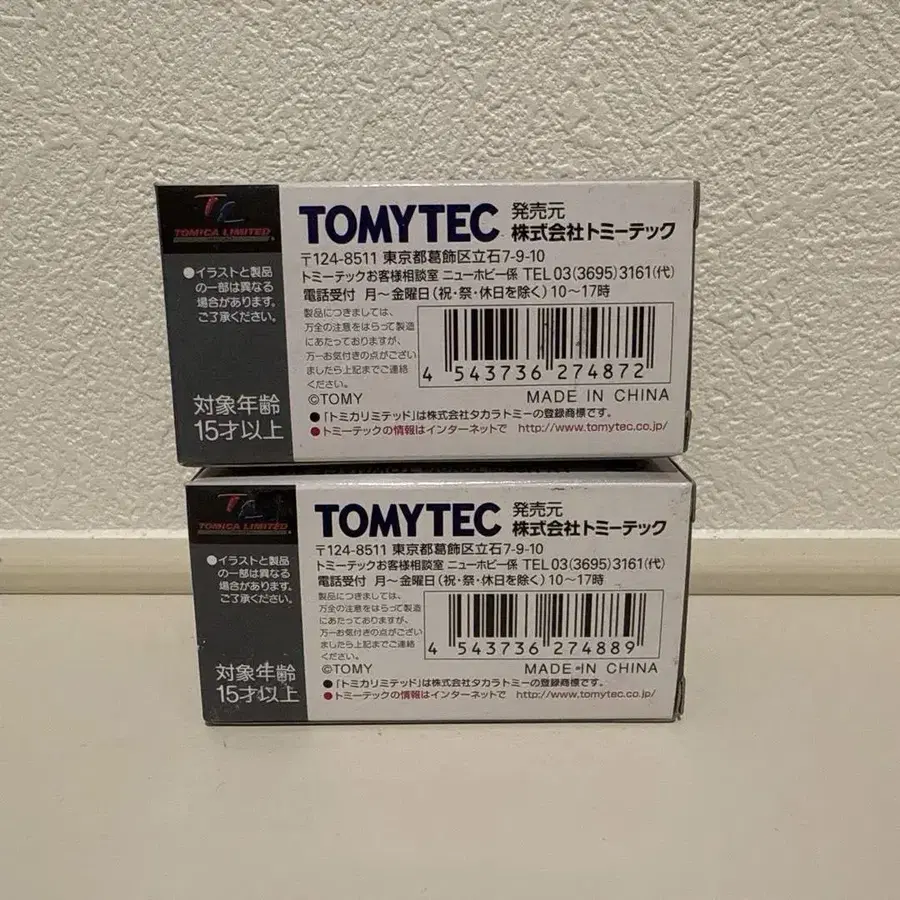 TL
TOMICA LIMITED
●イラストと製品
の一部は異なる
場合があります。
ご了承ください。
対象年齢
15才以上
TOMYTEC 発売元
株式会社トミーテック
〒124-8511 東京都葛飾区立石7-9-10
トミーテックお客様相談室 ニューホビー係 TEL 03(3695)3161(代)
電話受付 月～金曜日(祝・祭・休日を除く)10～17時
製品につきましては、
万全の注意をはらって製造
にあたっておりますが、
万一お気付きの点がござい
ましたら上記までご連絡
ください。
4 543736 274872
©TOMY MADE IN CHINA
●「トミカリミテッド」は株式会社タカラトミーの登録商標です。
●トミーテックの情報はインターネットで http://www.tomytec.co.jp/
TL
TOMICA LIMITED
●イラストと製品
の一部は異なる
場合があります。
ご了承ください。
対象年齢
15才以上
TOMYTEC 発売元
株式会社トミーテック
〒124-8511 東京都葛飾区立石7-9-10
トミーテックお客様相談室 ニューホビー係 TEL 03(3695)3161(代)
電話受付 月～金曜日(祝・祭・休日を除く)10～17時
製品につきましては、
万全の注意をはらって製造
にあたっておりますが、
万一お気付きの点がござい
ましたら上記までご連絡
ください。
4 543736 274889
©TOMY MADE IN CHINA
●「トミカリミテッド」は株式会社タカラトミーの登録商標です。
●トミーテックの情報はインターネットで http://www.tomytec.co.jp/